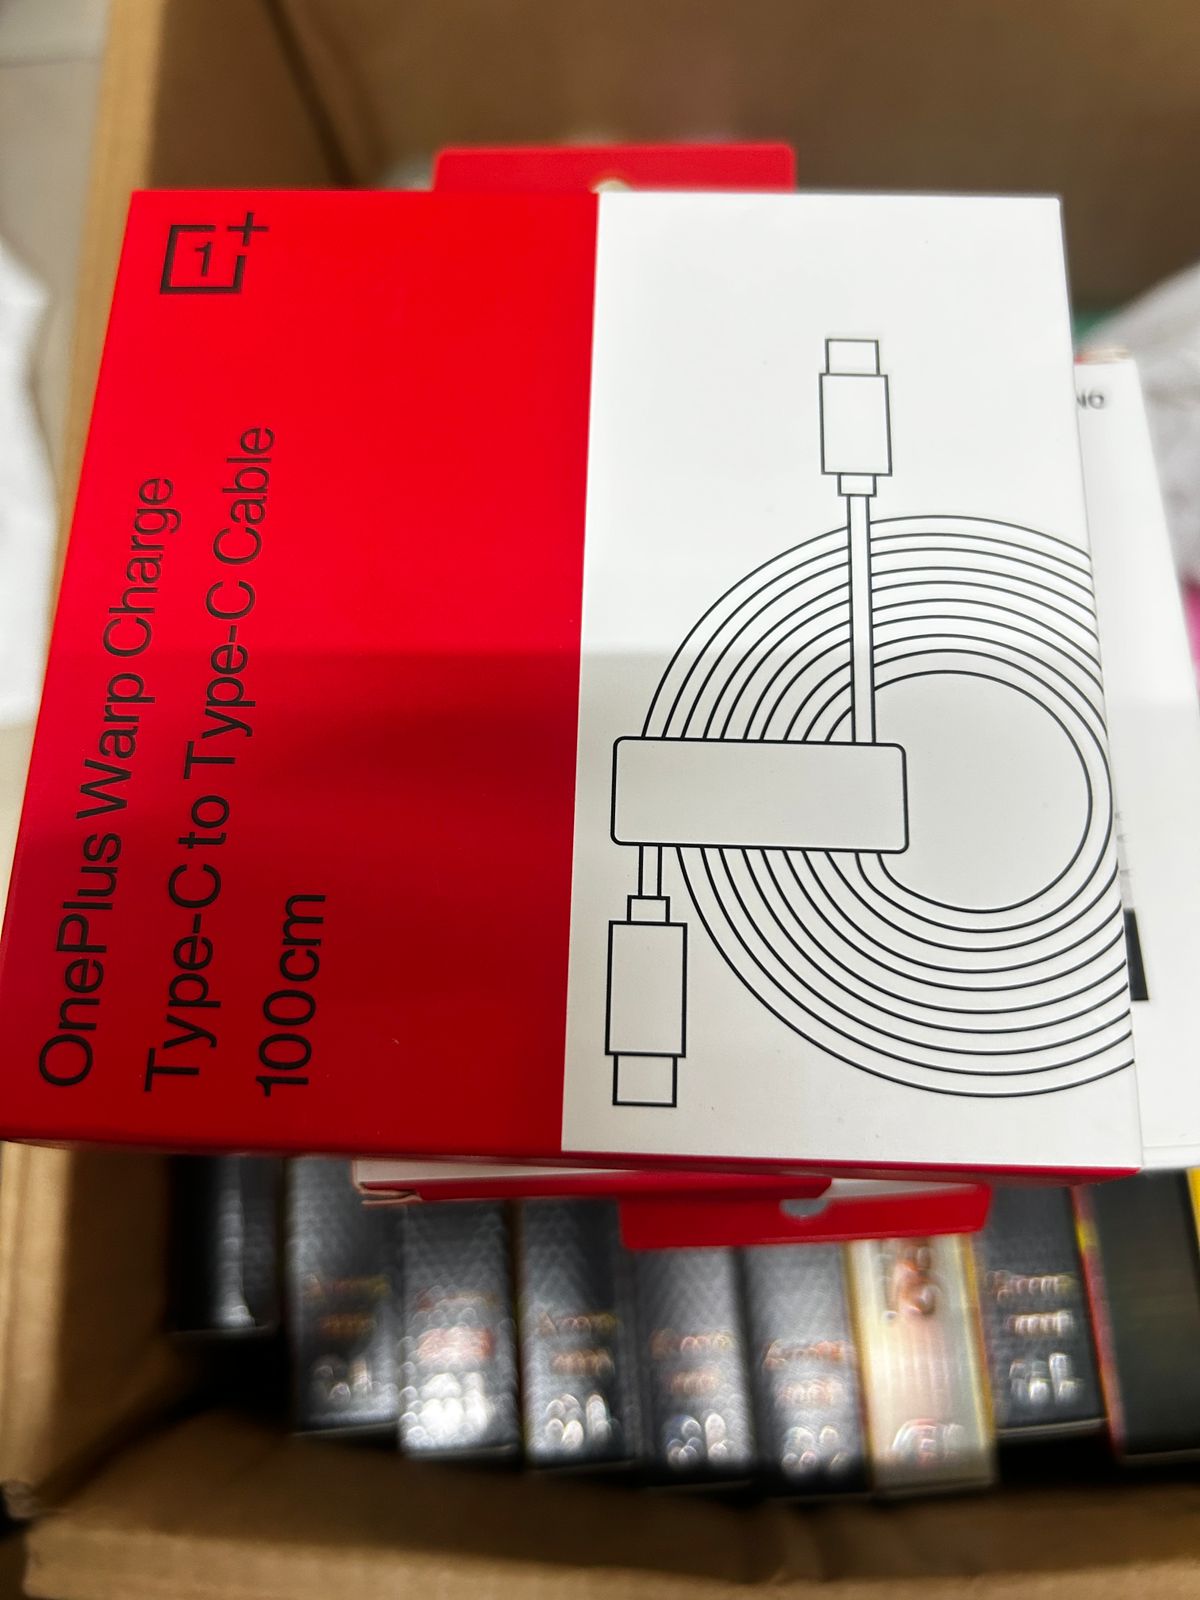 OnePlus Warp Charge
Type-C to Type-C Cable
100cm